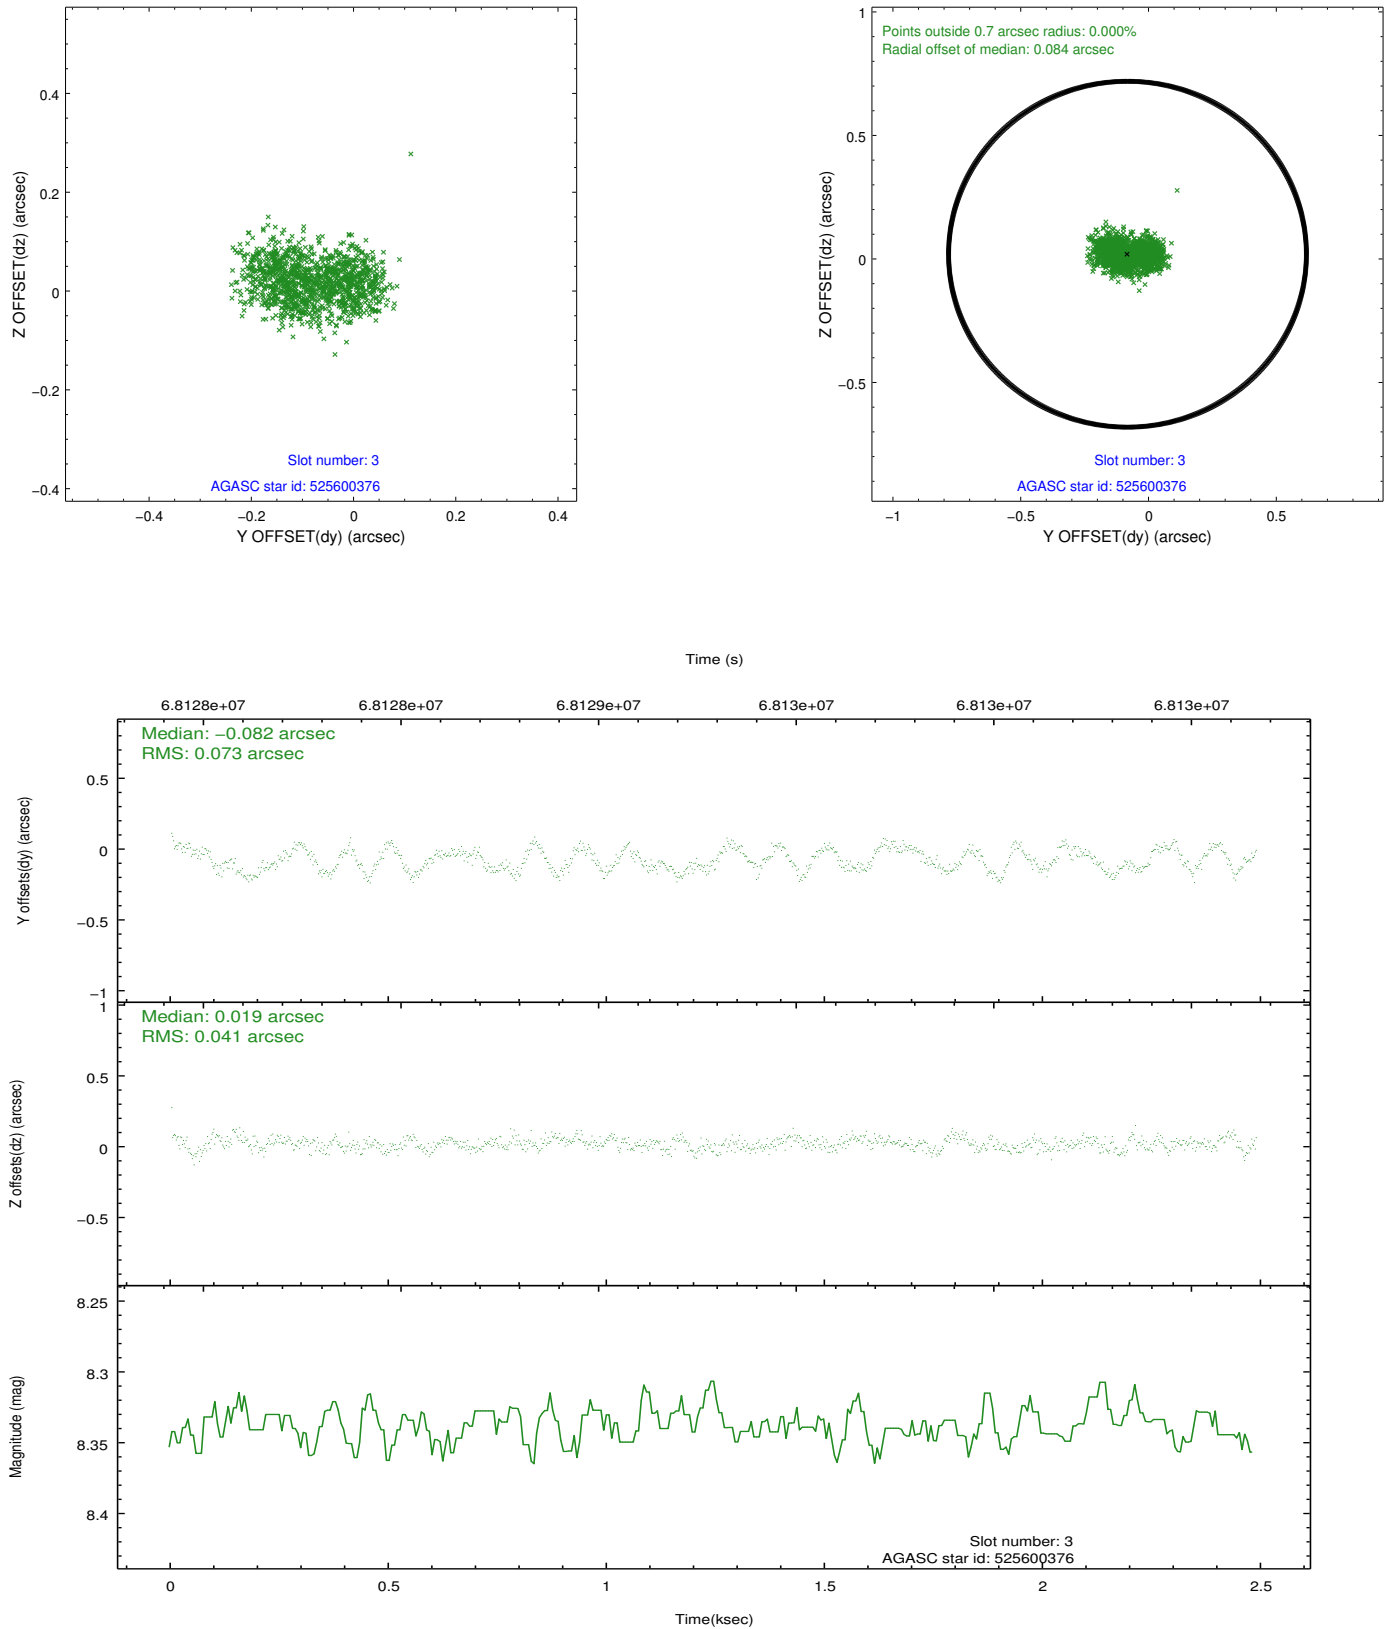 0.4
0.2
0
−0.2
−0.4
Z OFFSET(dz) (arcsec)
Slot number: 3
AGASC star id: 525600376
−0.4
−0.2
0
0.2
0.4
Y OFFSET(dy) (arcsec)
Points outside 0.7 arcsec radius: 0.000%
Radial offset of median: 0.084 arcsec
1
0.5
0
−0.5
Z OFFSET(dz) (arcsec)
Slot number: 3
AGASC star id: 525600376
−1
−0.5
0
0.5
Y OFFSET(dy) (arcsec)
Time (s)
6.8128e+07
6.8128e+07
6.8129e+07
6.813e+07
6.813e+07
6.813e+07
Median: −0.082 arcsec
RMS: 0.073 arcsec
0.5
0
−0.5
−1
Y offsets(dy) (arcsec)
Median: 0.019 arcsec
RMS: 0.041 arcsec
1
0.5
0
−0.5
Z offsets(dz) (arcsec)
8.25
8.3
8.35
8.4
Magnitude (mag)
Slot number: 3
AGASC star id: 525600376
0
0.5
1
1.5
2
2.5
Time(ksec)